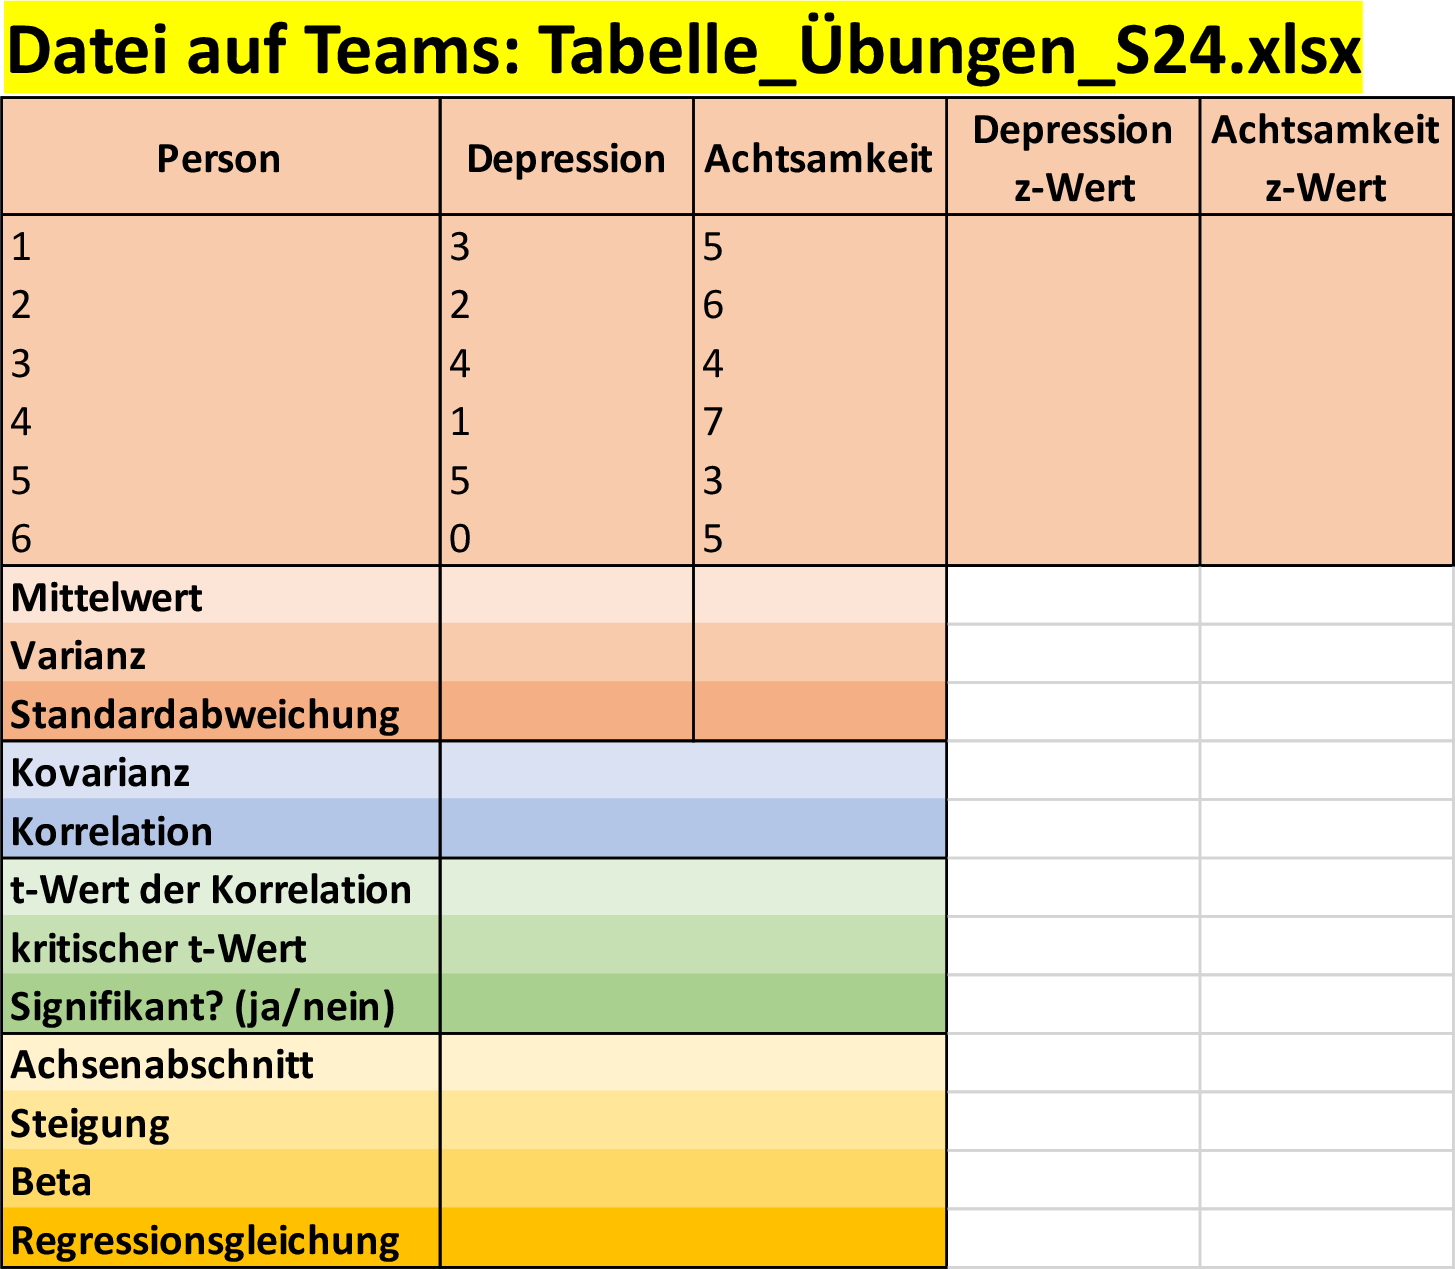 Datei auf Teams: Tabelle_Übungen_S24.xlsx
Person Depression Achtsamkeit Depression z-Wert Achtsamkeit z-Wert
1 3 5
2 2 6
3 4 4
4 1 7
5 5 3
6 0 5
Mittelwert
Varianz
Standardabweichung
Kovarianz
Korrelation
t-Wert der Korrelation
kritischer t-Wert
Signifikant? (ja/nein)
Achsenabschnitt
Steigung
Beta
Regressionsgleichung